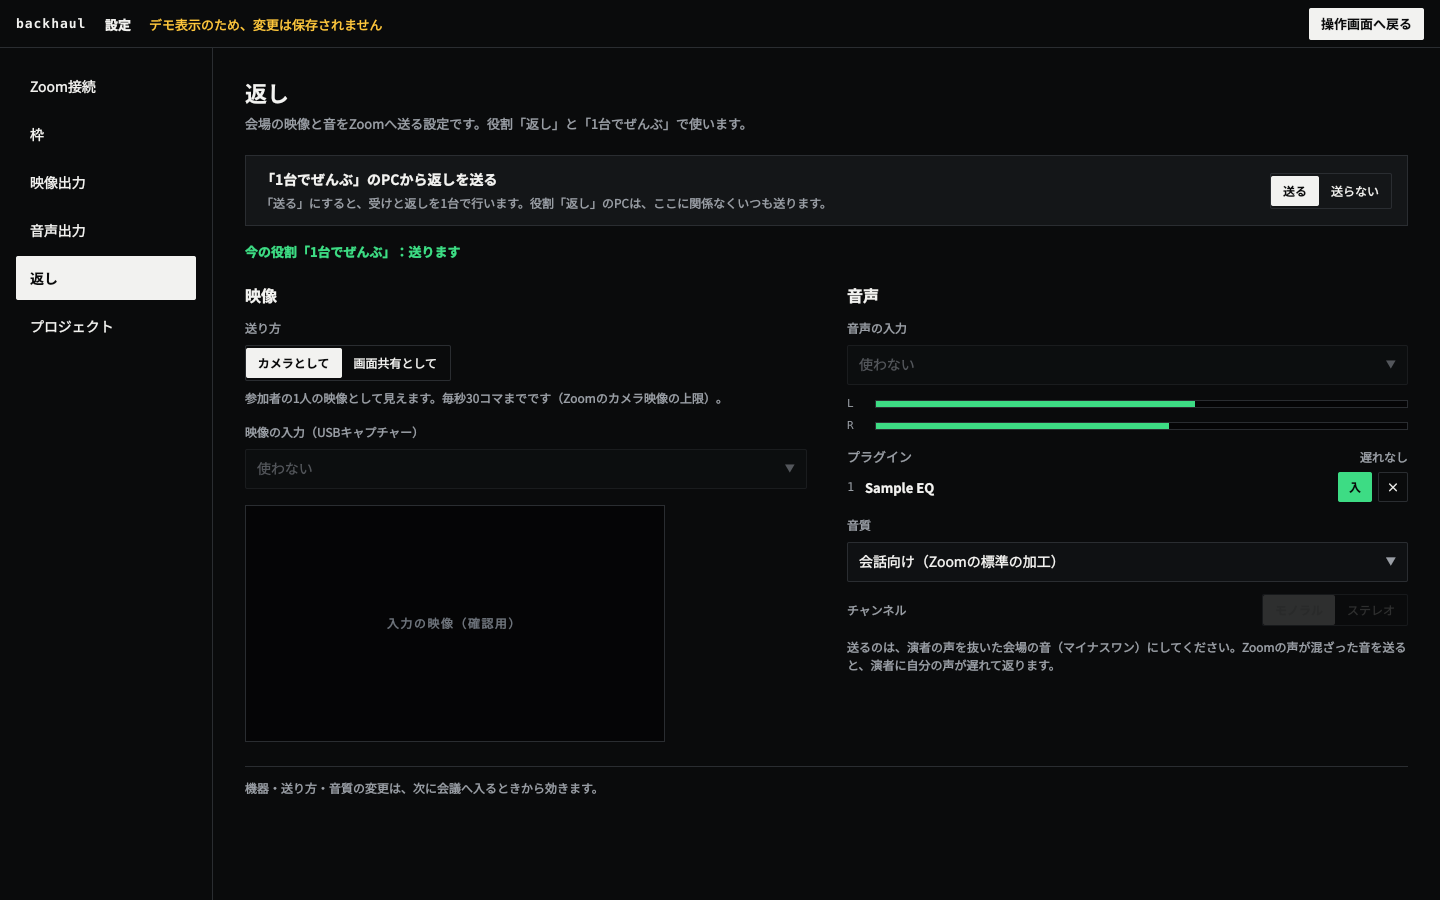 backhaul 設定 デモ表示のため、変更は保存されません 操作画面へ戻る
Zoom接続
枠
映像出力
音声出力
返し
プロジェクト
返し
会場の映像と音をZoomへ送る設定です。役割「返し」と「1台でぜんぶ」で使います。
「1台でぜんぶ」のPCから返しを送る
「送る」にすると、受けと返しを1台で行います。役割「返し」のPCは、ここに関係なくいつも送ります。
送る 送らない
今の役割「1台でぜんぶ」：送ります
映像
送り方
カメラとして 画面共有として
参加者の1人の映像として見えます。毎秒30コマまでです（Zoomのカメラ映像の上限）。
映像の入力（USBキャプチャー）
使わない
入力の映像（確認用）
音声
音声の入力
使わない
L
R
プラグイン 遅れなし
1 Sample EQ 入 ×
音質
会話向け（Zoomの標準の加工）
チャンネル モノラル ステレオ
送るのは、演者の声を抜いた会場の音（マイナスワン）にしてください。Zoomの声が混ざった音を送る
と、演者に自分の声が遅れて返ります。
機器・送り方・音質の変更は、次に会議へ入るときから効きます。